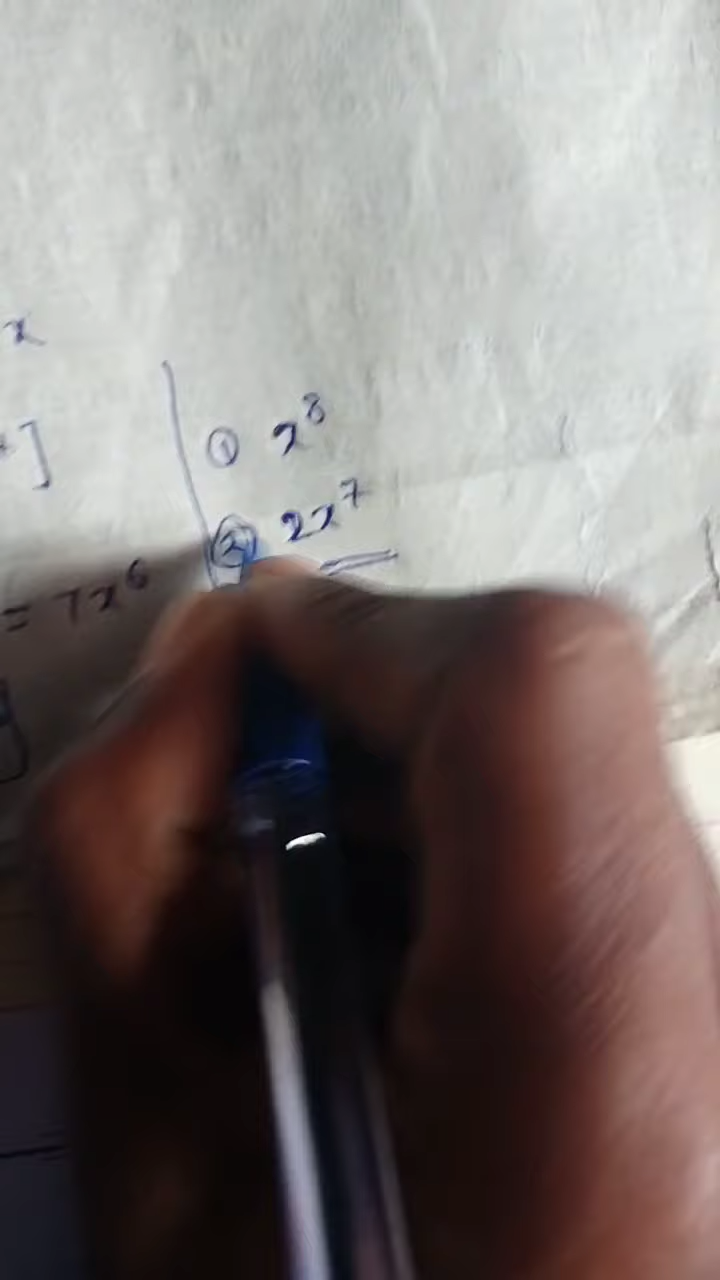 x
]
① x⁸
② 2x⁷
= 7x⁶